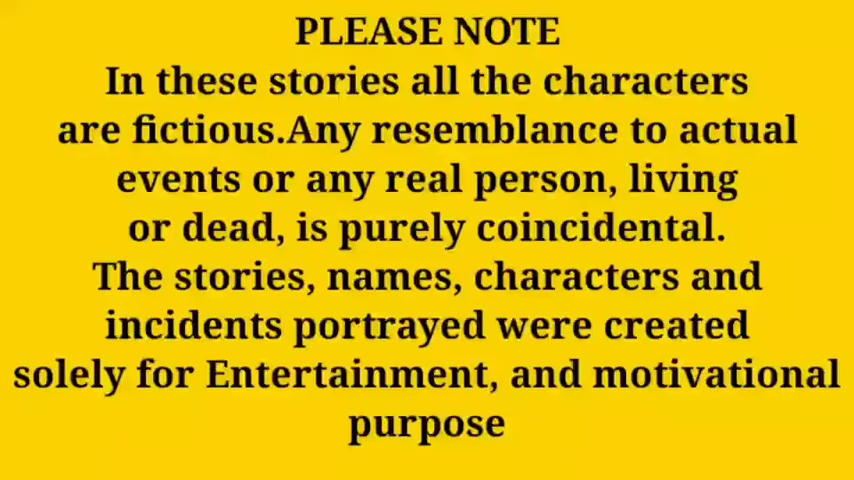 PLEASE NOTE
In these stories all the characters
are fictious.Any resemblance to actual
events or any real person, living
or dead, is purely coincidental.
The stories, names, characters and
incidents portrayed were created
solely for Entertainment, and motivational
purpose